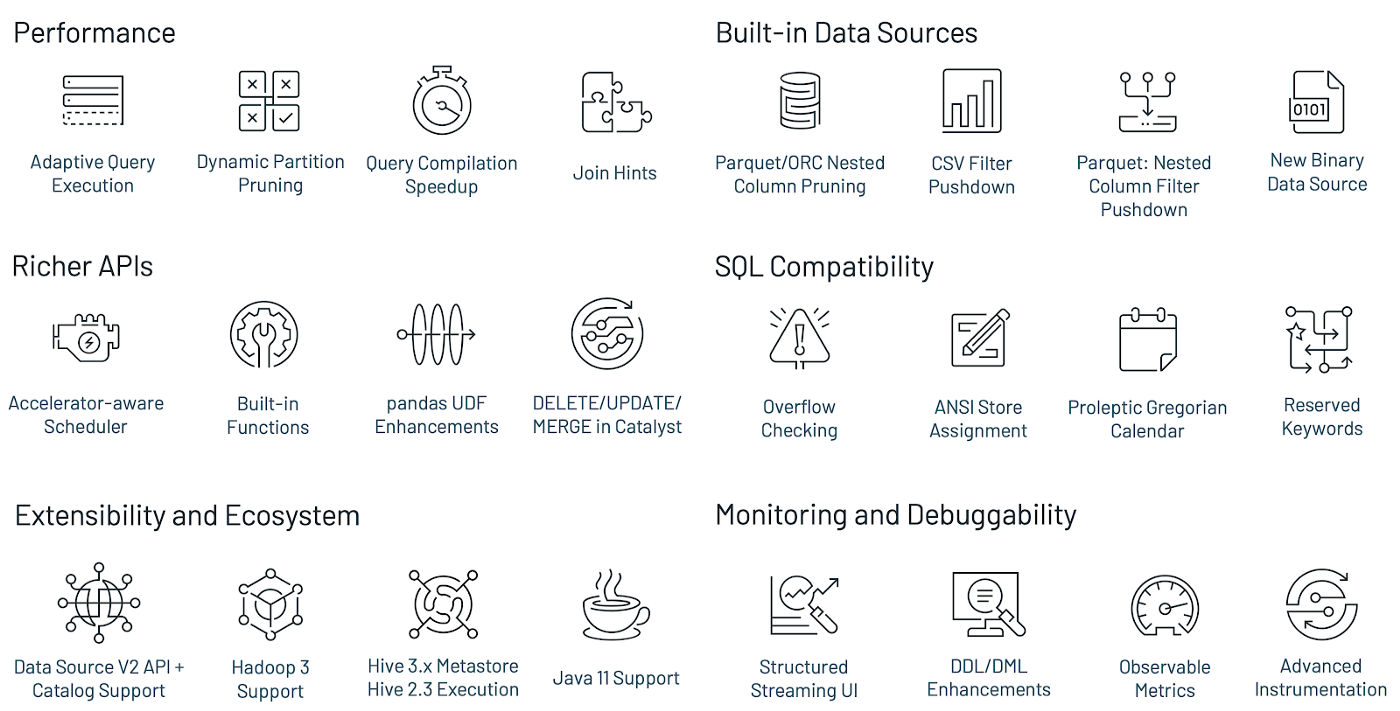 Performance
Adaptive Query
Execution
Dynamic Partition
Pruning
Query Compilation
Speedup
Join Hints
Built-in Data Sources
Parquet/ORC Nested
Column Pruning
CSV Filter
Pushdown
Parquet: Nested
Column Filter
Pushdown
0101
New Binary
Data Source
Richer APIs
Accelerator-aware
Scheduler
Built-in
Functions
pandas UDF
Enhancements
DELETE/UPDATE/
MERGE in Catalyst
SQL Compatibility
Overflow
Checking
ANSI Store
Assignment
Proleptic Gregorian
Calendar
Reserved
Keywords
Extensibility and Ecosystem
Data Source V2 API +
Catalog Support
Hadoop 3
Support
Hive 3.x Metastore
Hive 2.3 Execution
Java 11 Support
Monitoring and Debuggability
Structured
Streaming UI
DDL/DML
Enhancements
Observable
Metrics
Advanced
Instrumentation